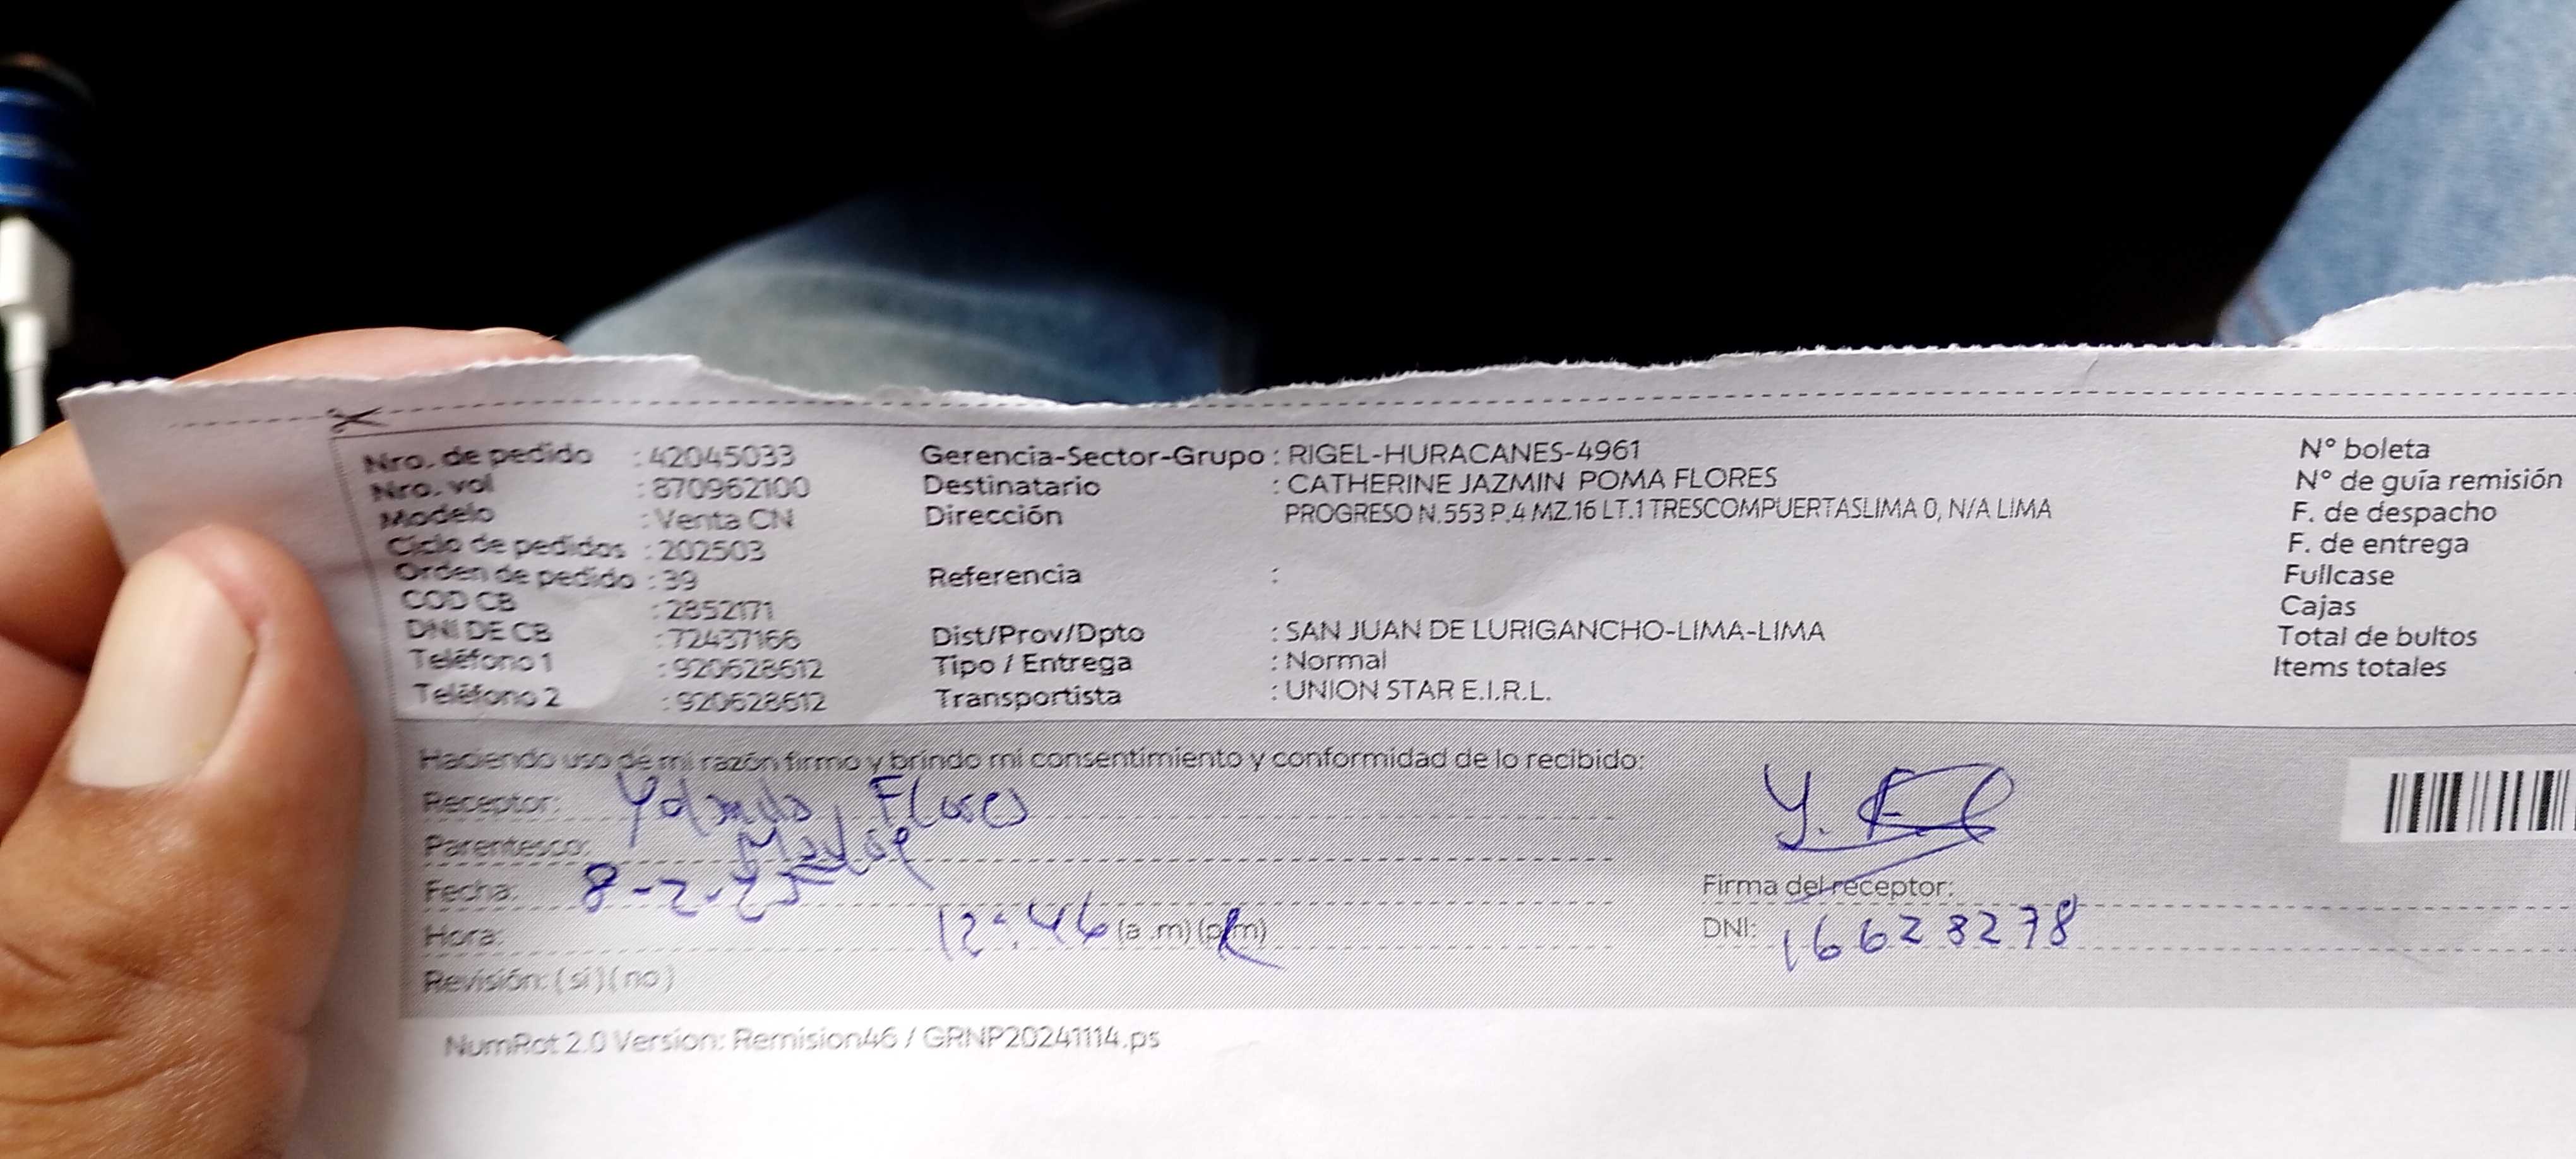 Nro. de pedido : 42045033
Nro. vol : 870962100
Modelo : Venta CN
Ciclo de pedidos : 202503
Orden de pedido : 39
COD CB : 2852171
DNI DE CB : 72437166
Teléfono 1 : 920628612
Teléfono 2 : 920628612
Gerencia-Sector-Grupo : RIGEL-HURACANES-4961
Destinatario : CATHERINE JAZMIN POMA FLORES
Dirección PROGRESO N.553 P.4 MZ.16 LT.1 TRESCOMPUERTASLIMA 0, N/A LIMA
Referencia :
Dist/Prov/Dpto : SAN JUAN DE LURIGANCHO-LIMA-LIMA
Tipo / Entrega : Normal
Transportista : UNION STAR E.I.R.L.
N° boleta
N° de guía remisión
F. de despacho
F. de entrega
Fullcase
Cajas
Total de bultos
Items totales
Haciendo uso de mi razón firmo y brindo mi consentimiento y conformidad de lo recibido:
Receptor: Yolanda Flores
Parentesco: Madre
Fecha: 8-2-25
Hora: 12:46 (a .m) (p.m)
Revisión: ( si ) ( no )
Firma del receptor:
DNI: 16628278
NumRot 2.0 Version: Remision46 / GRNP20241114.ps